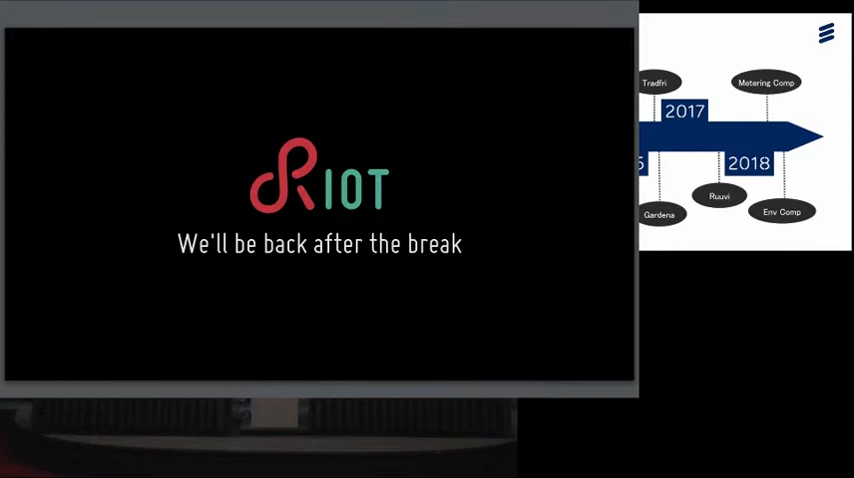 RIOT
We'll be back after the break
Tradfri
Metering Comp
2017
2018
Ruuvi
Gardena
Env Comp